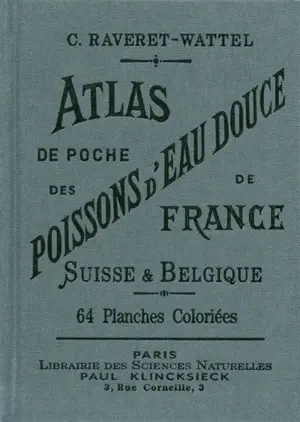 C. RAVERET-WATTEL
ATLAS
DE POCHE
DES
POISSONS D'EAU DOUCE
DE
FRANCE
SUISSE & BELGIQUE
64 Planches Coloriées
PARIS
LIBRAIRIE DES SCIENCES NATURELLES
PAUL KLINCKSIECK
3, Rue Corneille, 3